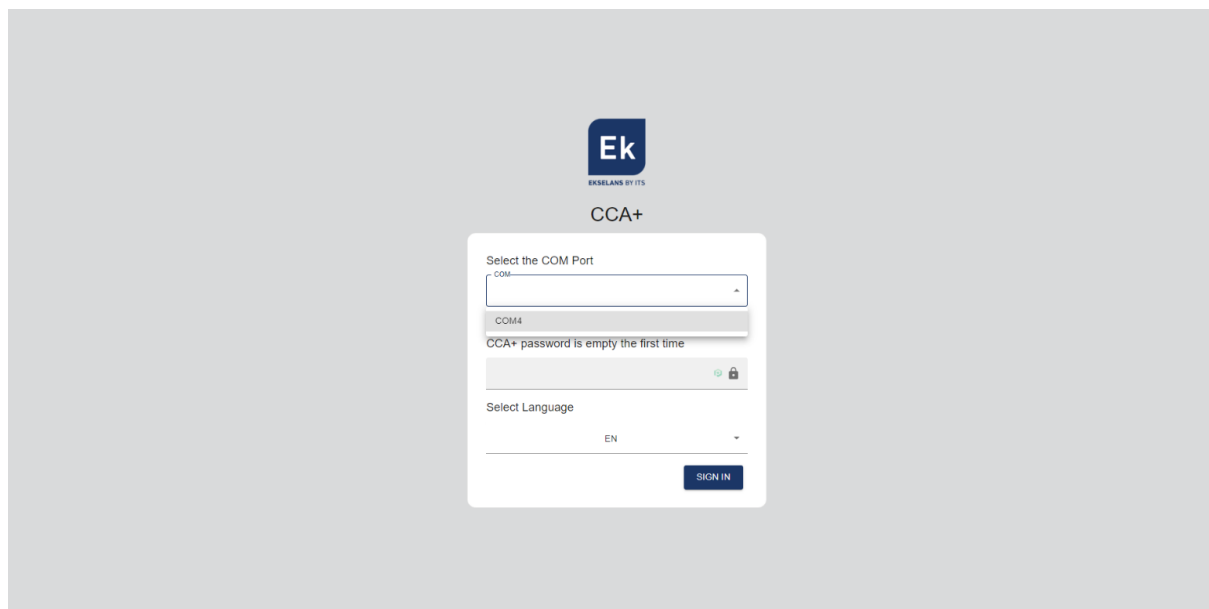 Ek
EKSELANS BY ITS
CCA+
Select the COM Port
COM
COM4
CCA+ password is empty the first time
Select Language
EN
SIGN IN